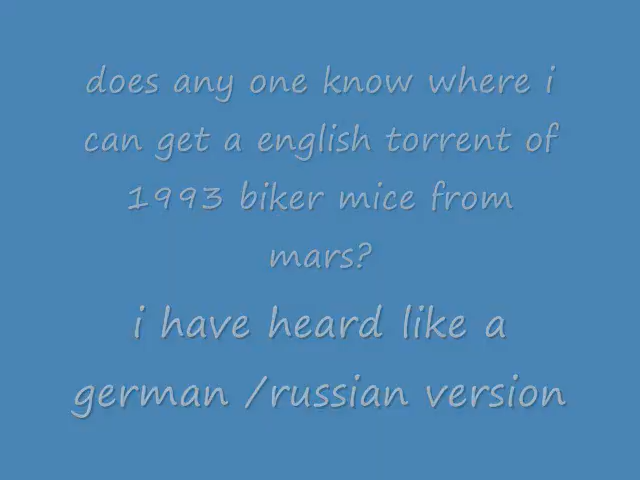 does any one know where i
can get a english torrent of
1993 biker mice from
mars?
i have heard like a
german /russian version